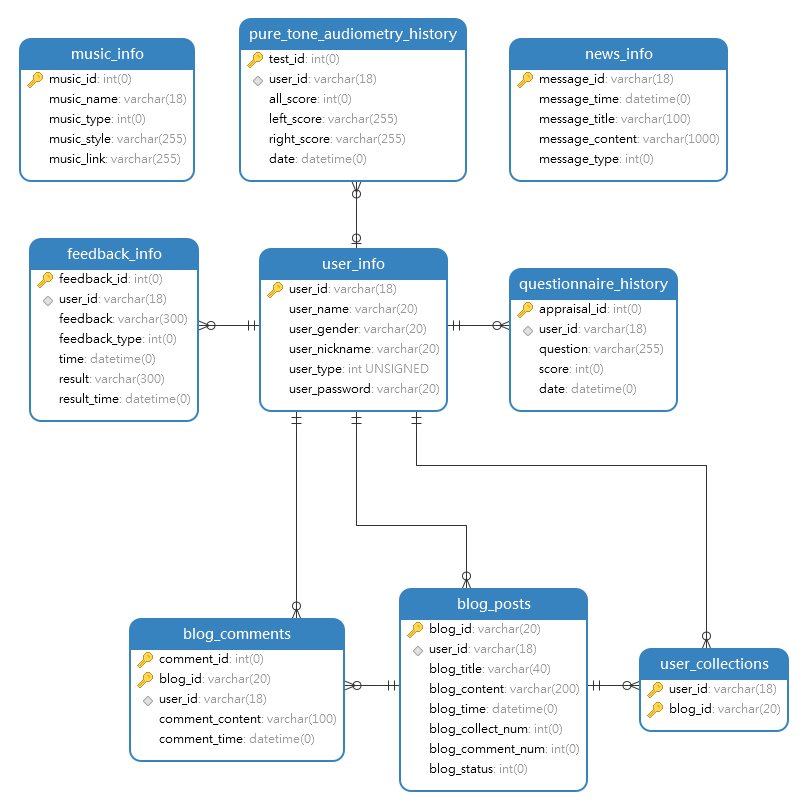 music_info
music_id: int(0)
music_name: varchar(18)
music_type: int(0)
music_style: varchar(255)
music_link: varchar(255)
pure_tone_audiometry_history
test_id: int(0)
user_id: varchar(18)
all_score: int(0)
left_score: varchar(255)
right_score: varchar(255)
date: datetime(0)
news_info
message_id: varchar(18)
message_time: datetime(0)
message_title: varchar(100)
message_content: varchar(1000)
message_type: int(0)
feedback_info
feedback_id: int(0)
user_id: varchar(18)
feedback: varchar(300)
feedback_type: int(0)
time: datetime(0)
result: varchar(300)
result_time: datetime(0)
user_info
user_id: varchar(18)
user_name: varchar(20)
user_gender: varchar(20)
user_nickname: varchar(20)
user_type: int UNSIGNED
user_password: varchar(20)
questionnaire_history
appraisal_id: int(0)
user_id: varchar(18)
question: varchar(255)
score: int(0)
date: datetime(0)
blog_comments
comment_id: int(0)
blog_id: varchar(20)
user_id: varchar(18)
comment_content: varchar(100)
comment_time: datetime(0)
blog_posts
blog_id: varchar(20)
user_id: varchar(18)
blog_title: varchar(40)
blog_content: varchar(200)
blog_time: datetime(0)
blog_collect_num: int(0)
blog_comment_num: int(0)
blog_status: int(0)
user_collections
user_id: varchar(18)
blog_id: varchar(20)